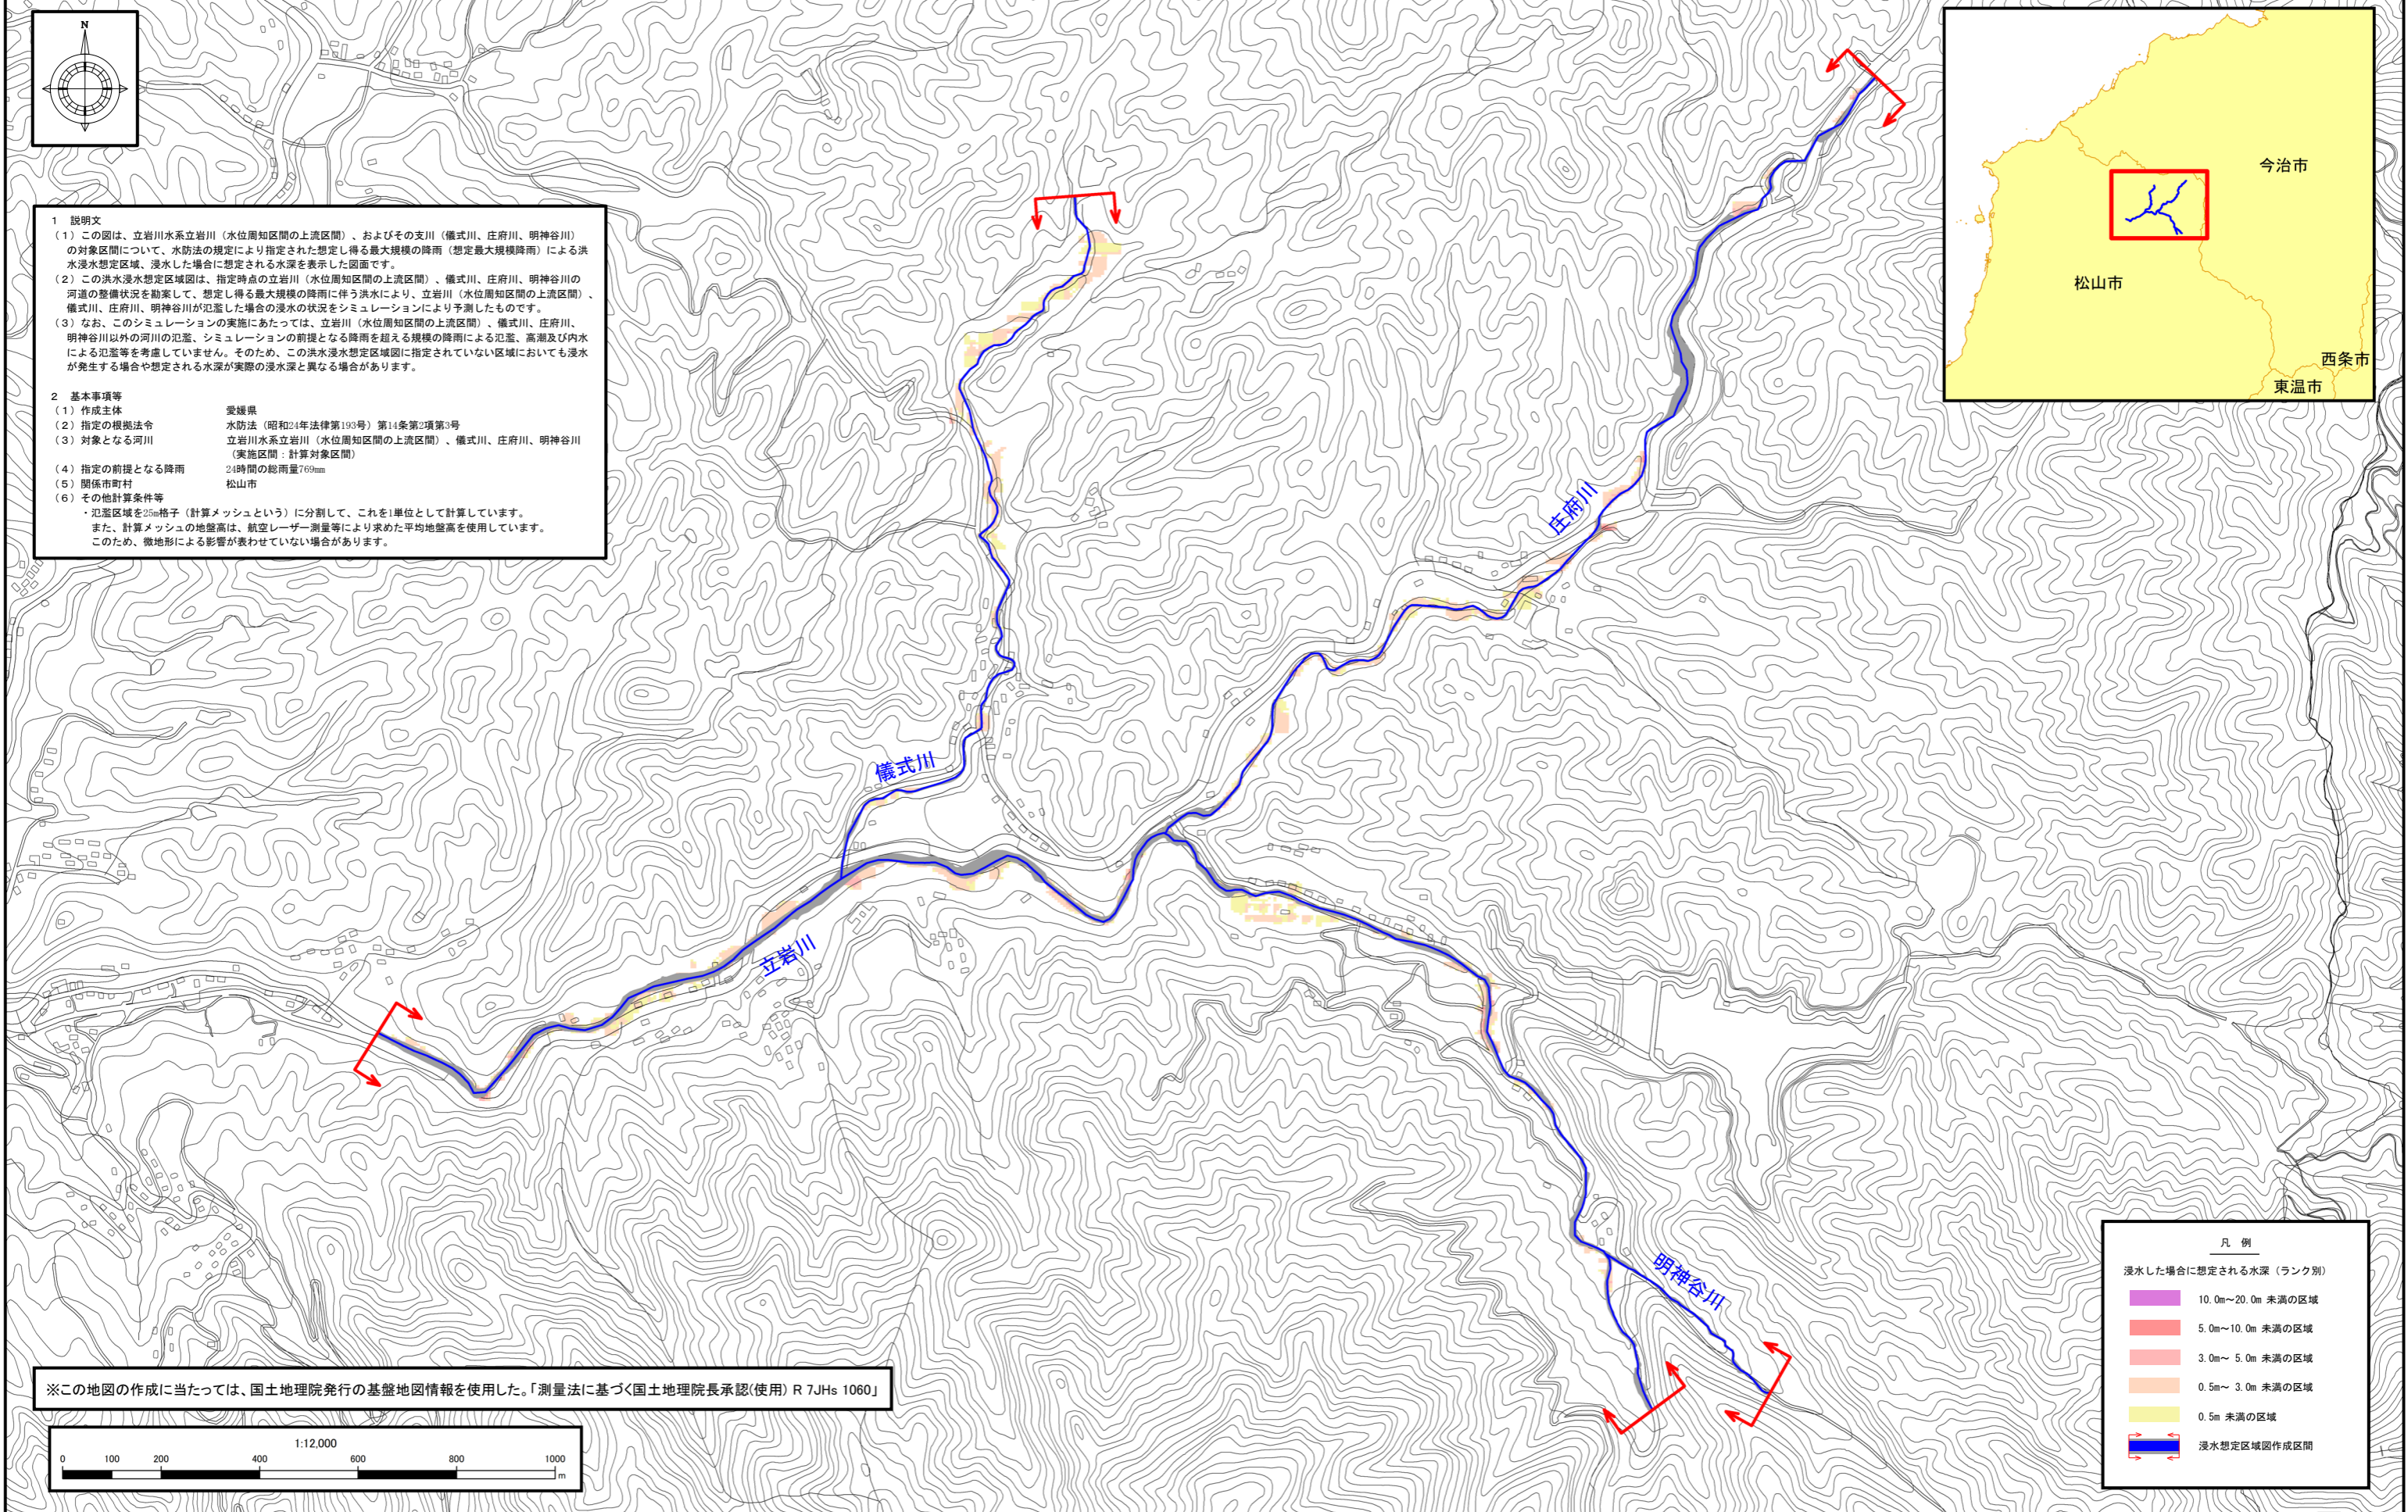 N
1 説明文
（1）この図は、立岩川水系立岩川（水位周知区間の上流区間）、およびその支川（儀式川、庄府川、明神谷川）
の対象区間について、水防法の規定により指定された想定し得る最大規模の降雨（想定最大規模降雨）による洪
水浸水想定区域、浸水した場合に想定される水深を表示した図面です。
（2）この洪水浸水想定区域図は、指定時点の立岩川（水位周知区間の上流区間）、儀式川、庄府川、明神谷川の
河道の整備状況を勘案して、想定し得る最大規模の降雨に伴う洪水により、立岩川（水位周知区間の上流区間）、
儀式川、庄府川、明神谷川が氾濫した場合の浸水の状況をシミュレーションにより予測したものです。
（3）なお、このシミュレーションの実施にあたっては、立岩川（水位周知区間の上流区間）、儀式川、庄府川、
明神谷川以外の河川の氾濫、シミュレーションの前提となる降雨を超える規模の降雨による氾濫、高潮及び内水
による氾濫等を考慮していません。そのため、この洪水浸水想定区域図に指定されていない区域においても浸水
が発生する場合や想定される水深が実際の浸水深と異なる場合があります。
2 基本事項等
（1）作成主体 愛媛県
（2）指定の根拠法令 水防法（昭和24年法律第193号）第14条第2項第3号
（3）対象となる河川 立岩川水系立岩川（水位周知区間の上流区間）、儀式川、庄府川、明神谷川
（実施区間：計算対象区間）
（4）指定の前提となる降雨 24時間の総雨量769mm
（5）関係市町村 松山市
（6）その他計算条件等
・氾濫区域を25m格子（計算メッシュという）に分割して、これを1単位として計算しています。
また、計算メッシュの地盤高は、航空レーザー測量等により求めた平均地盤高を使用しています。
このため、微地形による影響が表わせていない場合があります。
今治市
松山市
西条市
東温市
庄府川
儀式川
立岩川
明神谷川
※この地図の作成に当たっては、国土地理院発行の基盤地図情報を使用した。「測量法に基づく国土地理院長承認(使用) R 7JHs 1060」
1:12,000
0 100 200 400 600 800 1000
m
凡 例
浸水した場合に想定される水深（ランク別）
10.0m～20.0m 未満の区域
5.0m～10.0m 未満の区域
3.0m～ 5.0m 未満の区域
0.5m～ 3.0m 未満の区域
0.5m 未満の区域
浸水想定区域図作成区間